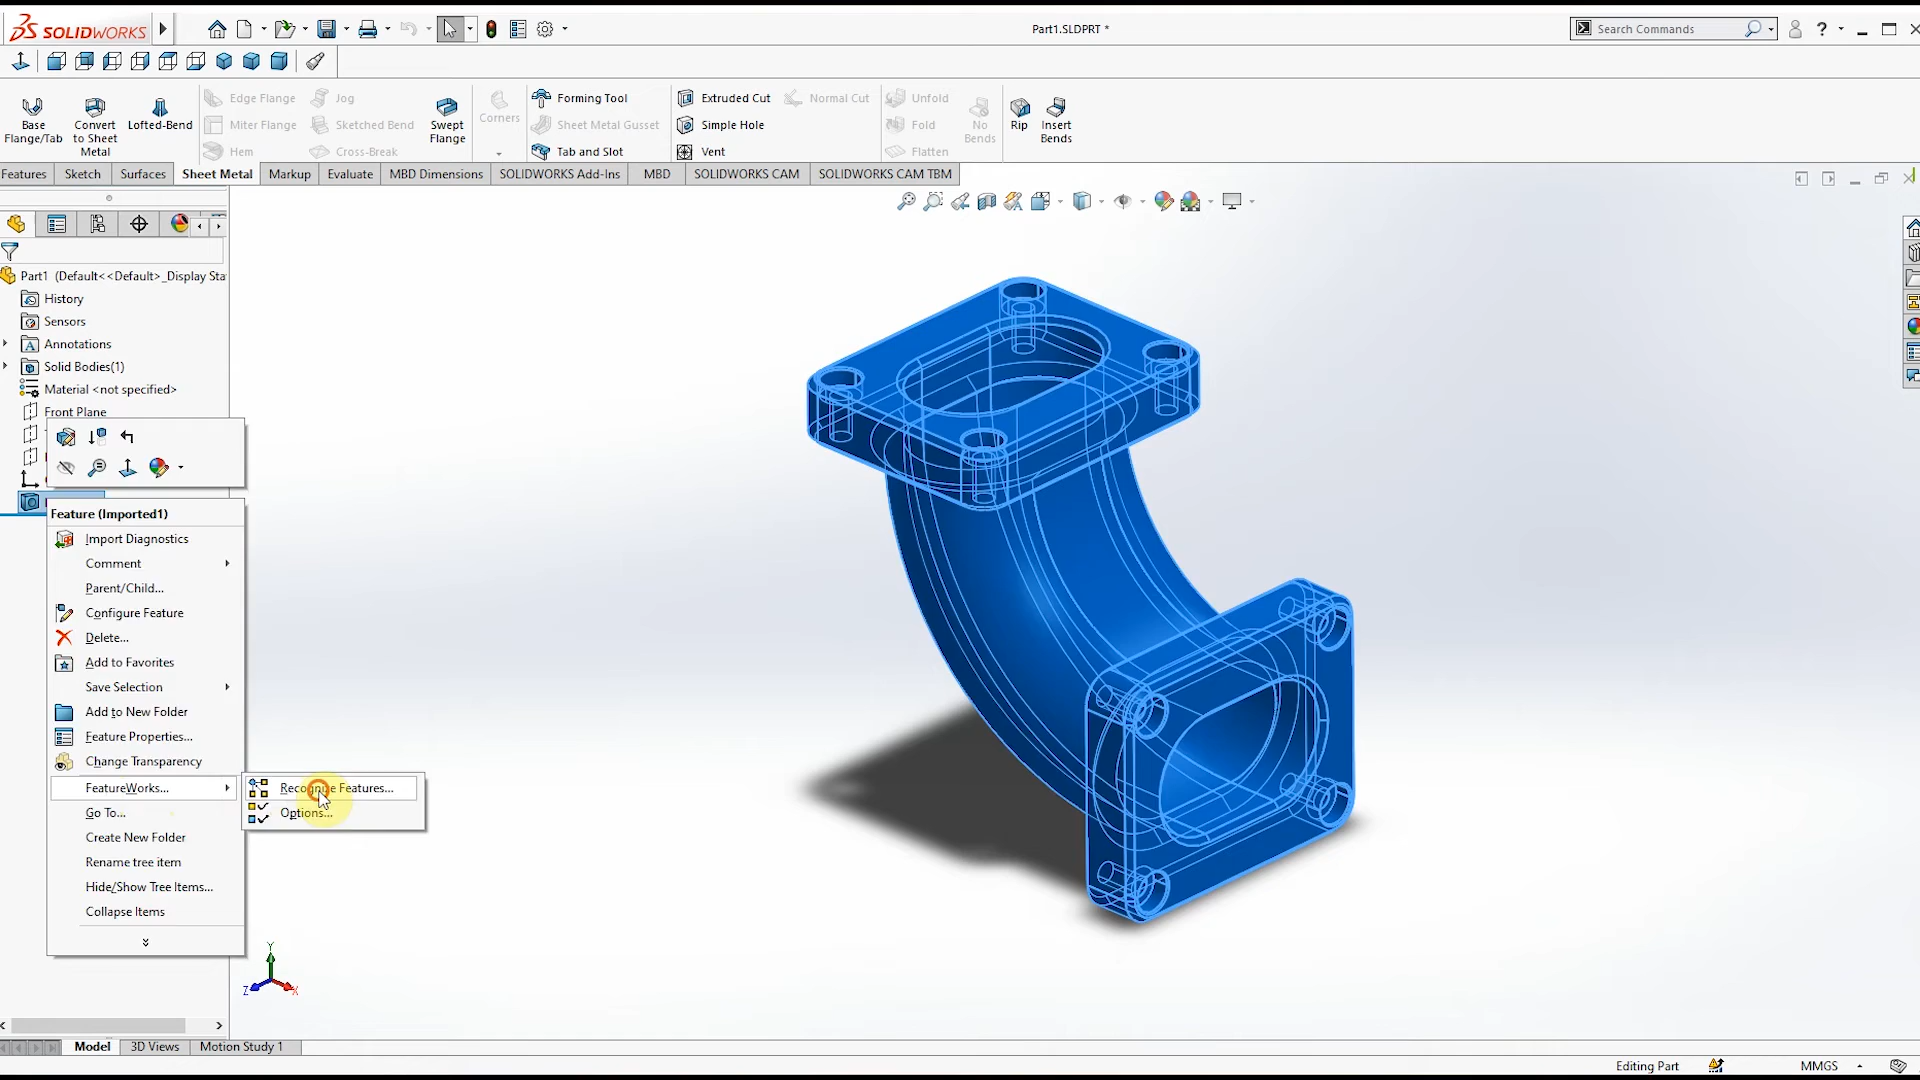 SOLIDWORKS
Part1.SLDPRT *
Search Commands
?
Base Flange/Tab
Convert to Sheet Metal
Lofted-Bend
Edge Flange
Miter Flange
Hem
Jog
Sketched Bend
Cross-Break
Swept Flange
Corners
Forming Tool
Sheet Metal Gusset
Tab and Slot
Extruded Cut
Simple Hole
Vent
Normal Cut
Unfold
Fold
Flatten
No Bends
Rip
Insert Bends
Features
Sketch
Surfaces
Sheet Metal
Markup
Evaluate
MBD Dimensions
SOLIDWORKS Add-Ins
MBD
SOLIDWORKS CAM
SOLIDWORKS CAM TBM
Part1 (Default<<Default>_Display Sta
History
Sensors
Annotations
Solid Bodies(1)
Material <not specified>
Front Plane
Feature (Imported1)
Import Diagnostics
Comment
Parent/Child...
Configure Feature
Delete...
Add to Favorites
Save Selection
Add to New Folder
Feature Properties...
Change Transparency
FeatureWorks...
Recognize Features...
Options...
Go To...
Create New Folder
Rename tree item
Hide/Show Tree Items...
Collapse Items
Y
Z
X
Model
3D Views
Motion Study 1
Editing Part
MMGS